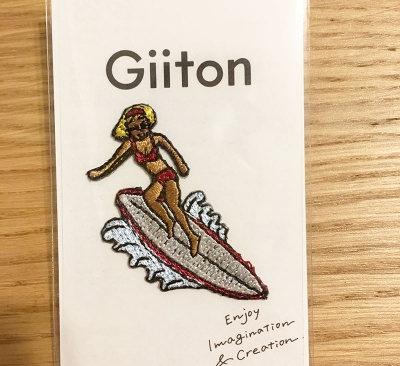 Giiton
Enjoy
Imagination
& Creation.